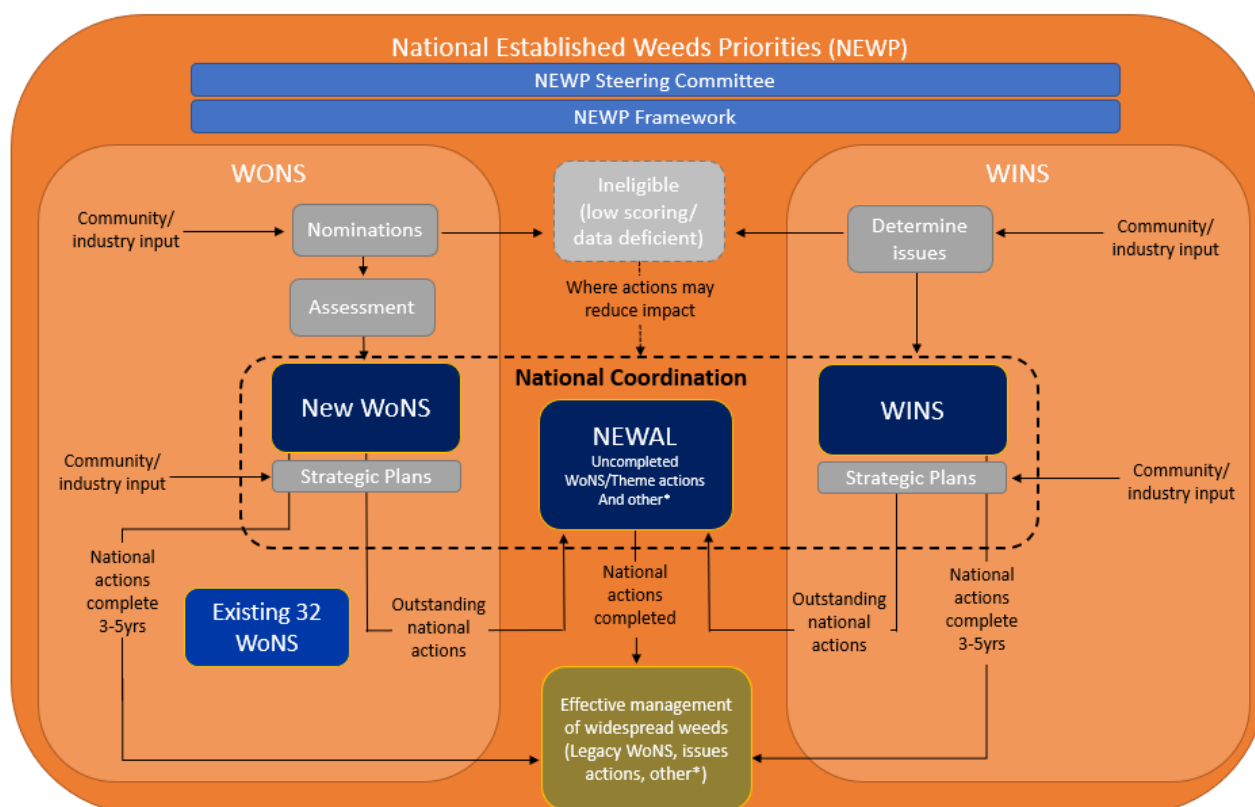 National Established Weeds Priorities (NEWP)
NEWP Steering Committee
NEWP Framework
WONS
Community/
industry input
Nominations
Assessment
New WoNS
Community/
industry input
Strategic Plans
National
actions
complete
3-5yrs
Existing 32
WoNS
Outstanding
national
actions
Ineligible
(low scoring/
data deficient)
Where actions may
reduce impact
National Coordination
NEWAL
Uncompleted
WoNS/Theme actions
And other*
National
actions
completed
Effective management
of widespread weeds
(Legacy WoNS, issues
actions, other*)
WINS
Determine
issues
Community/
industry input
WINS
Strategic Plans
Community/
industry input
Outstanding
national
actions
National
actions
complete
3-5yrs